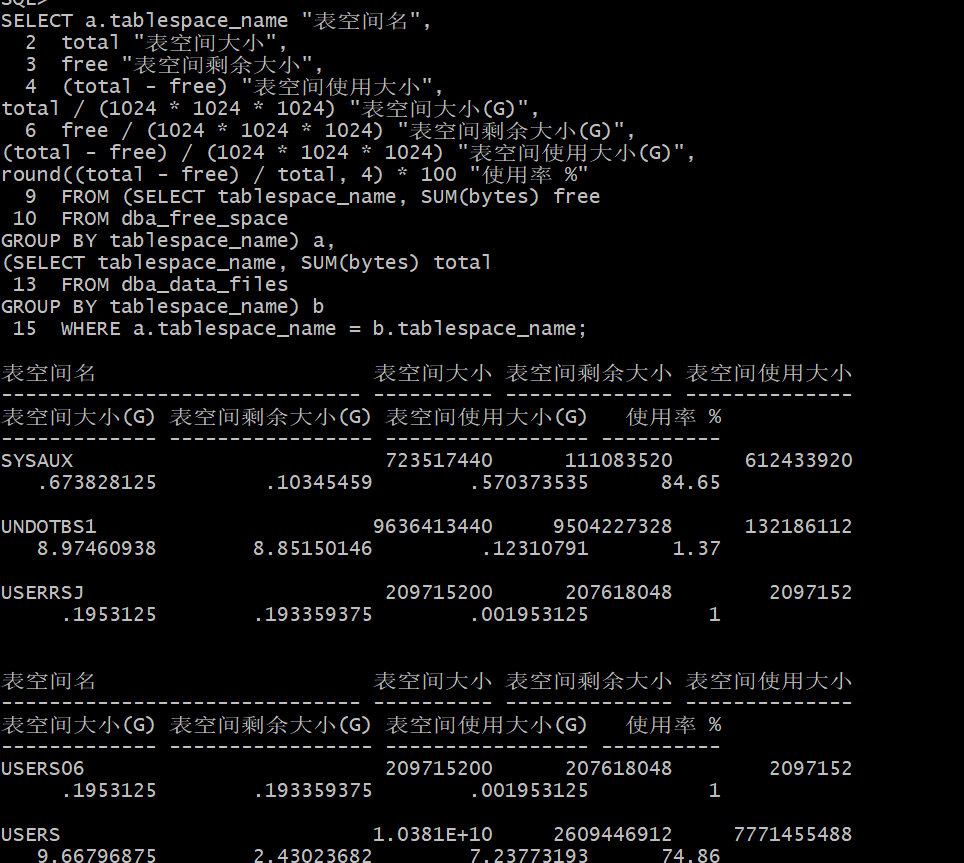 SQL>
SELECT a.tablespace_name "表空间名",
  2  total "表空间大小",
  3  free "表空间剩余大小",
  4  (total - free) "表空间使用大小",
total / (1024 * 1024 * 1024) "表空间大小(G)",
  6  free / (1024 * 1024 * 1024) "表空间剩余大小(G)",
(total - free) / (1024 * 1024 * 1024) "表空间使用大小(G)",
round((total - free) / total, 4) * 100 "使用率 %"
  9  FROM (SELECT tablespace_name, SUM(bytes) free
 10  FROM dba_free_space
GROUP BY tablespace_name) a,
(SELECT tablespace_name, SUM(bytes) total
 13  FROM dba_data_files
GROUP BY tablespace_name) b
 15  WHERE a.tablespace_name = b.tablespace_name;
表空间名 表空间大小 表空间剩余大小 表空间使用大小
------------------------------ ---------- -------------- --------------
表空间大小(G) 表空间剩余大小(G) 表空间使用大小(G) 使用率 %
------------- ----------------- ----------------- ----------
SYSAUX 723517440 111083520 612433920
.673828125 .10345459 .570373535 84.65
UNDOTBS1 9636413440 9504227328 132186112
8.97460938 8.85150146 .12310791 1.37
USERRSJ 209715200 207618048 2097152
.1953125 .193359375 .001953125 1
表空间名 表空间大小 表空间剩余大小 表空间使用大小
------------------------------ ---------- -------------- --------------
表空间大小(G) 表空间剩余大小(G) 表空间使用大小(G) 使用率 %
------------- ----------------- ----------------- ----------
USERS06 209715200 207618048 2097152
.1953125 .193359375 .001953125 1
USERS 1.0381E+10 2609446912 7771455488
9.66796875 2.43023682 7.23773193 74.86